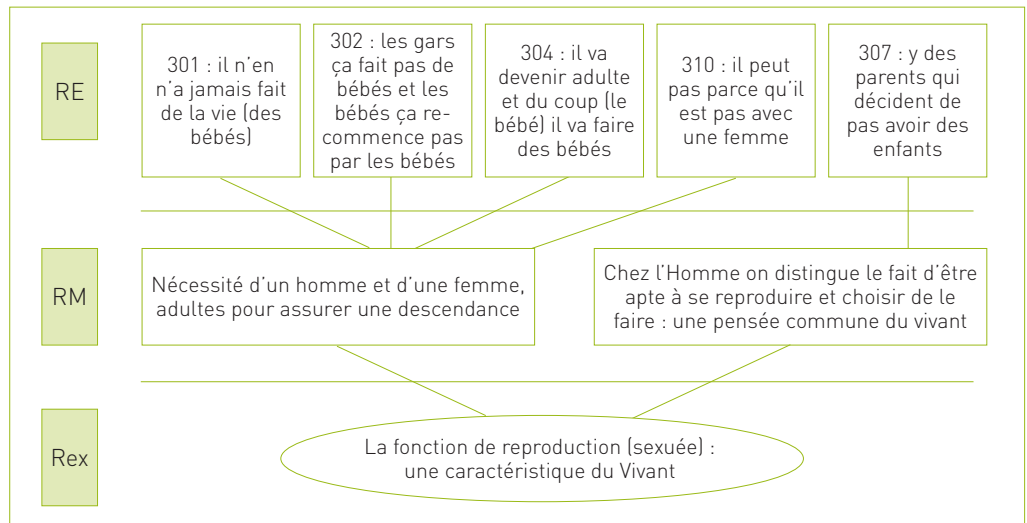 RE
301 : il n'en
n'a jamais fait
de la vie (des
bébés)
302 : les gars
ça fait pas de
bébés et les
bébés ça re-
commence pas
par les bébés
304 : il va
devenir adulte
et du coup (le
bébé) il va faire
des bébés
310 : il peut
pas parce qu'il
est pas avec
une femme
307 : y des
parents qui
décident de
pas avoir des
enfants
RM
Nécessité d'un homme et d'une femme,
adultes pour assurer une descendance
Chez l'Homme on distingue le fait d'être
apte à se reproduire et choisir de le
faire : une pensée commune du vivant
Rex
La fonction de reproduction (sexuée) :
une caractéristique du Vivant